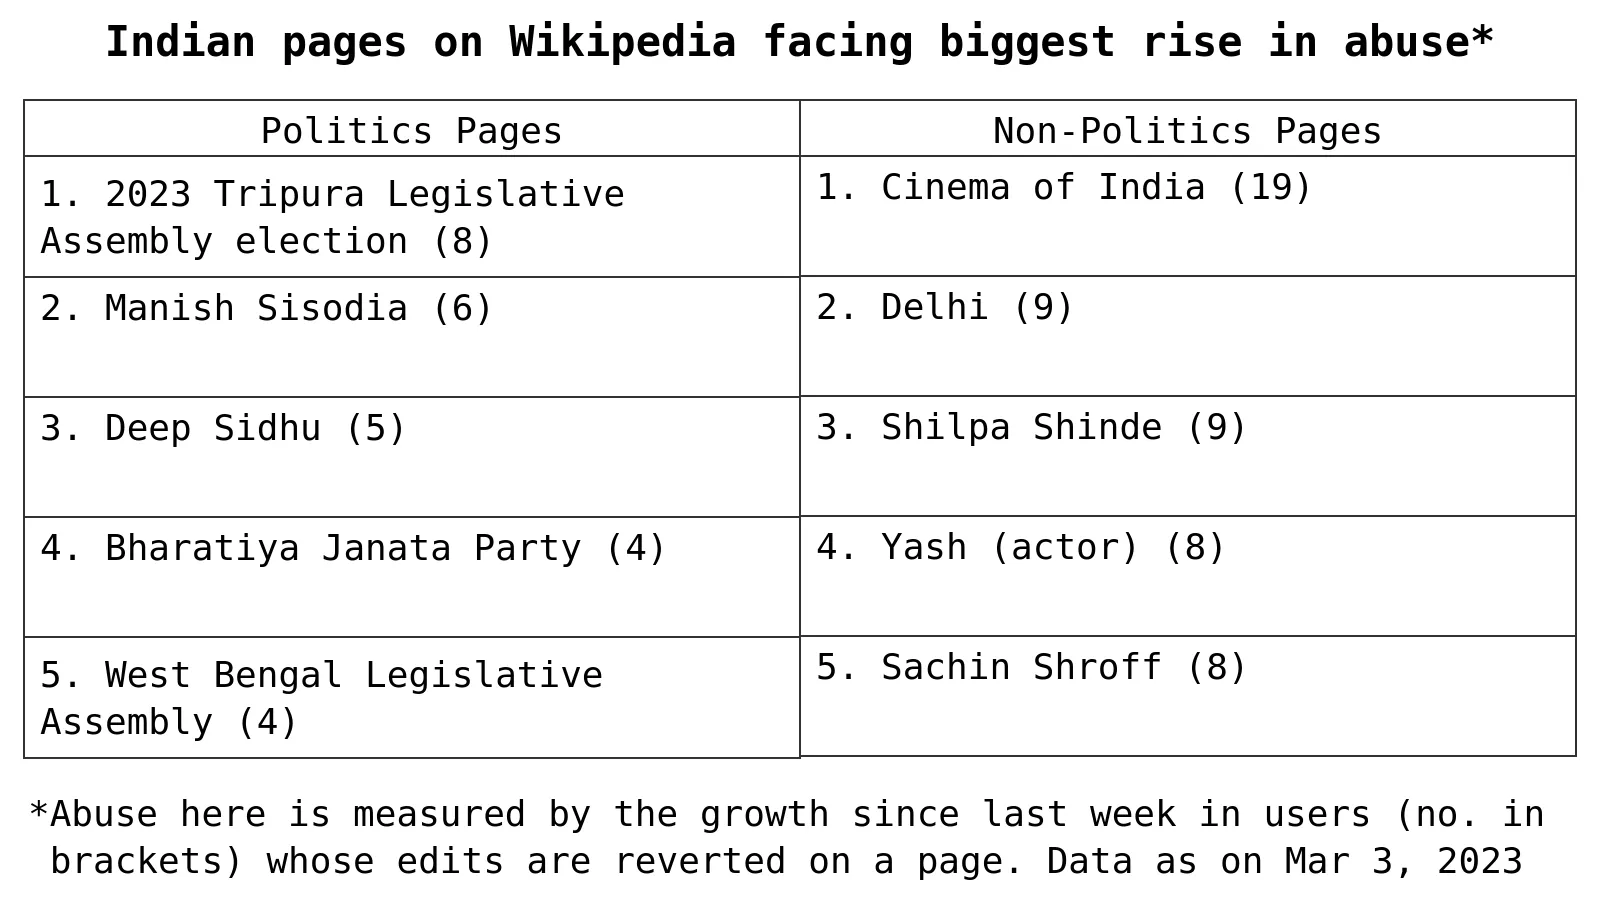 Indian pages on Wikipedia facing biggest rise in abuse*
Politics Pages
Non-Politics Pages
1. 2023 Tripura Legislative
Assembly election (8)
1. Cinema of India (19)
2. Manish Sisodia (6)
2. Delhi (9)
3. Deep Sidhu (5)
3. Shilpa Shinde (9)
4. Bharatiya Janata Party (4)
4. Yash (actor) (8)
5. West Bengal Legislative
Assembly (4)
5. Sachin Shroff (8)
*Abuse here is measured by the growth since last week in users (no. in
brackets) whose edits are reverted on a page. Data as on Mar 3, 2023